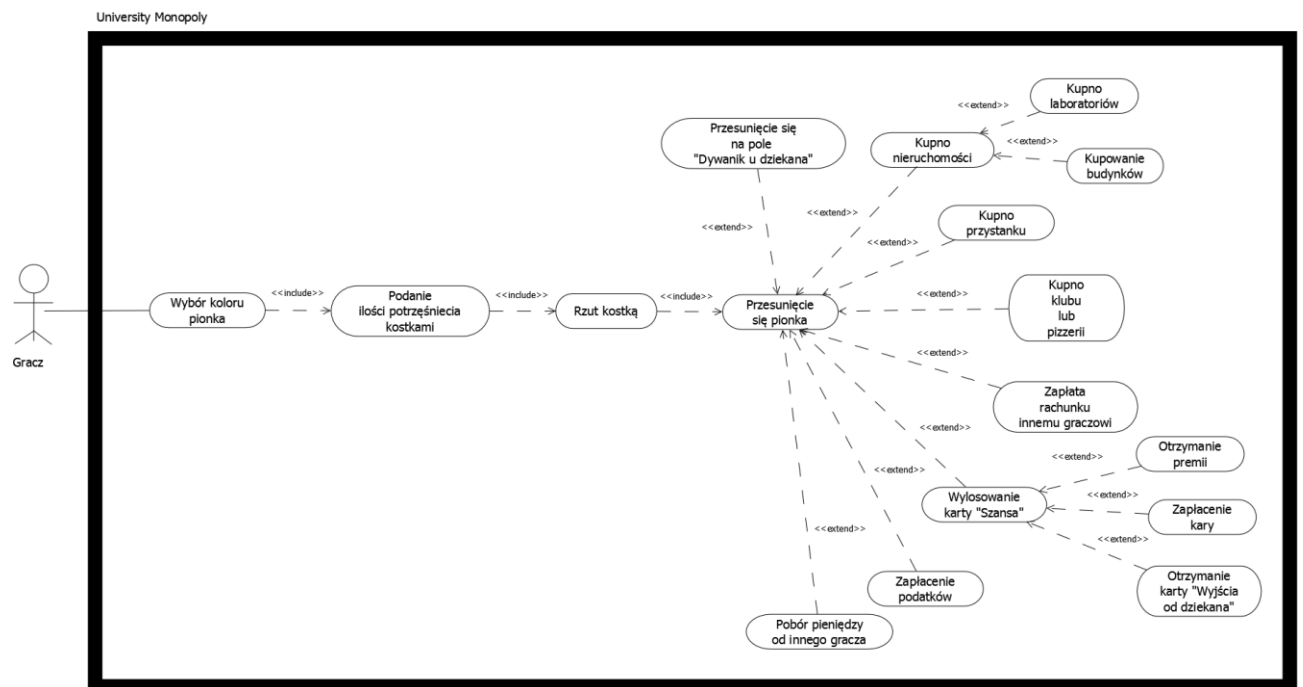 University Monopoly
Kupno
laboratoriów
<<extend>>
Przesunięcie się
na pole
"Dywanik u dziekana"
Kupno
nieruchomości
<<extend>>
Kupowanie
budynków
<<extend>>
<<extend>>
Kupno
przystanku
<<extend>>
Gracz
Wybór koloru
pionka
<<include>>
Podanie
ilości potrzęśniecia
kostkami
<<include>>
Rzut kostką
<<include>>
Przesunięcie
się pionka
<<extend>>
Kupno
klubu
lub
pizzerii
<<extend>>
Zapłata
rachunku
innemu graczowi
<<extend>>
Wylosowanie
karty "Szansa"
<<extend>>
Otrzymanie
premii
<<extend>>
Zapłacenie
kary
<<extend>>
Otrzymanie
karty "Wyjścia
od dziekana"
<<extend>>
Zapłacenie
podatków
<<extend>>
Pobór pieniędzy
od innego gracza